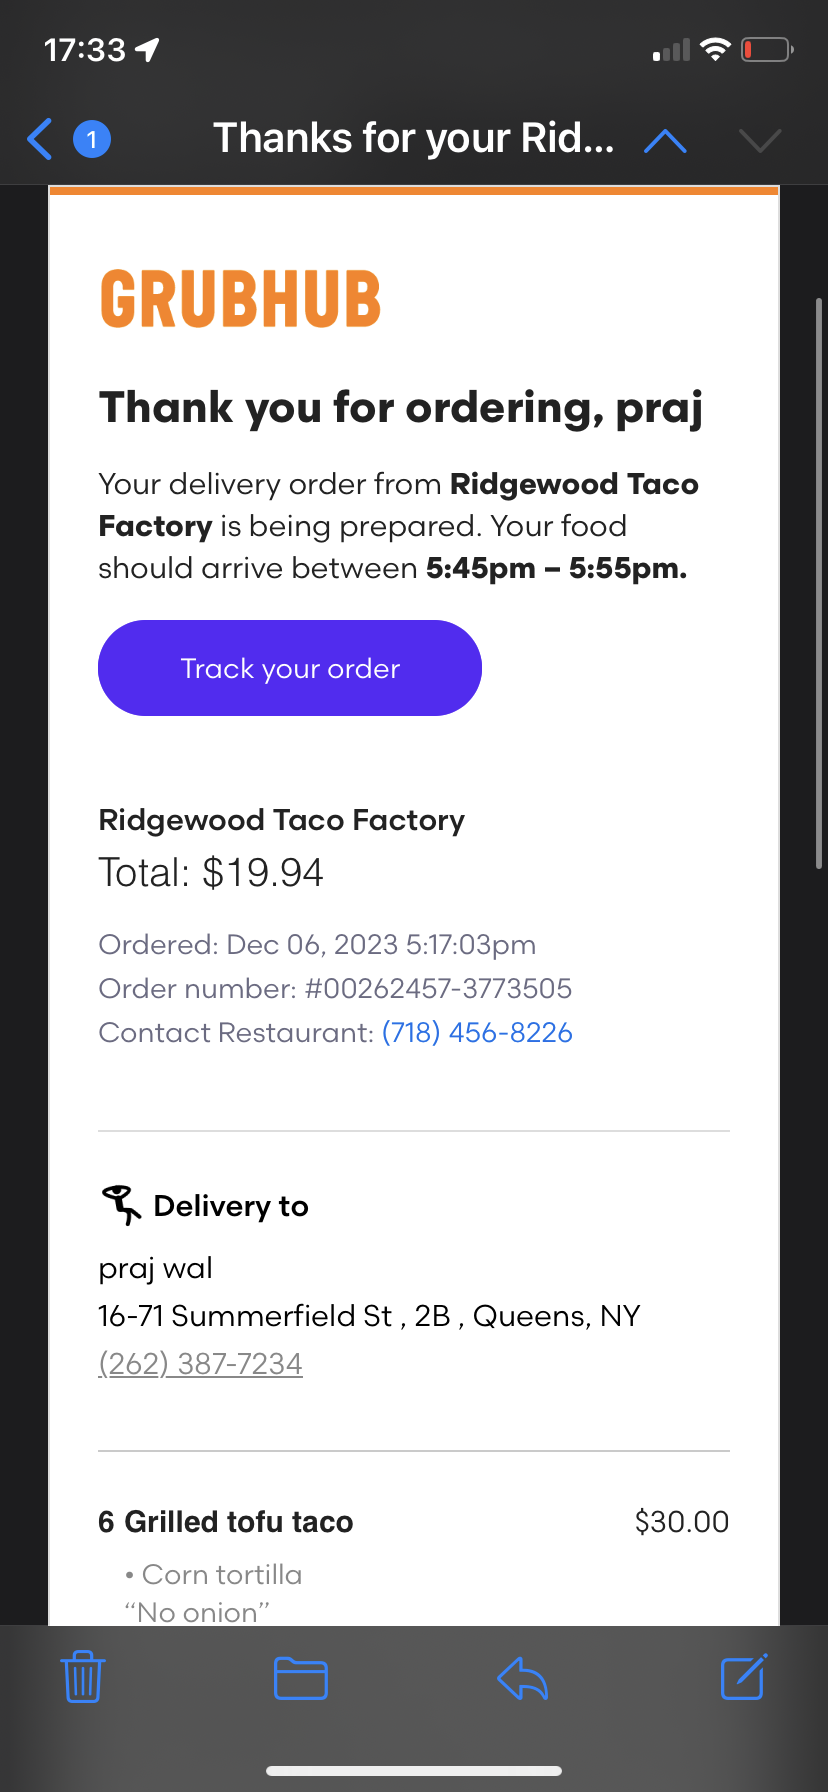 17:33
1
Thanks for your Rid...
GRUBHUB
Thank you for ordering, praj
Your delivery order from Ridgewood Taco
Factory is being prepared. Your food
should arrive between 5:45pm – 5:55pm.
Track your order
Ridgewood Taco Factory
Total: $19.94
Ordered: Dec 06, 2023 5:17:03pm
Order number: #00262457-3773505
Contact Restaurant: (718) 456-8226
Delivery to
praj wal
16-71 Summerfield St , 2B , Queens, NY
(262) 387-7234
6 Grilled tofu taco $30.00
• Corn tortilla
“No onion”